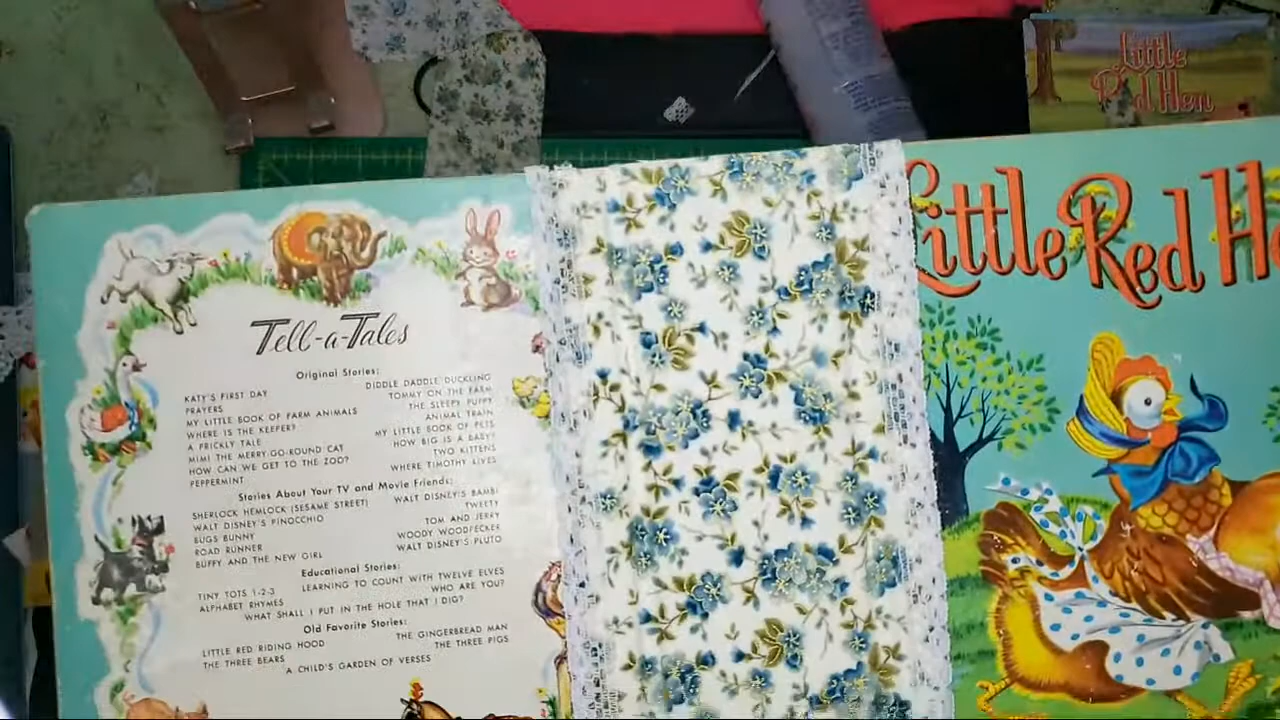 Little
Red Hen
Little Red H
Tell-a-Tales
Original Stories:
KATY'S FIRST DAY
PRAYERS
MY LITTLE BOOK OF FARM ANIMALS
WHERE IS THE KEEPER?
A PRICKLY TALE
MIMI THE MERRY-GO-ROUND CAT
HOW CAN WE GET TO THE ZOO?
PEPPERMINT
DIDDLE DADDLE DUCKLING
TOMMY ON THE FARM
THE SLEEPY PUPPY
ANIMAL TRAIN
MY LITTLE BOOK OF PETS
HOW BIG IS A BABY?
TWO KITTENS
WHERE TIMOTHY LIVES
Stories About Your TV and Movie Friends:
SHERLOCK HEMLOCK (SESAME STREET)
WALT DISNEY'S PINOCCHIO
BUGS BUNNY
ROAD RUNNER
BUFFY AND THE NEW GIRL
WALT DISNEY'S BAMBI
TWEETY
TOM AND JERRY
WOODY WOODPECKER
WALT DISNEY'S PLUTO
Educational Stories:
TINY TOTS 1-2-3
ALPHABET RHYMES
LEARNING TO COUNT WITH TWELVE ELVES
WHO ARE YOU?
WHAT SHALL I PUT IN THE HOLE THAT I DIG?
Old Favorite Stories:
LITTLE RED RIDING HOOD
THE THREE BEARS
THE GINGERBREAD MAN
THE THREE PIGS
A CHILD'S GARDEN OF VERSES